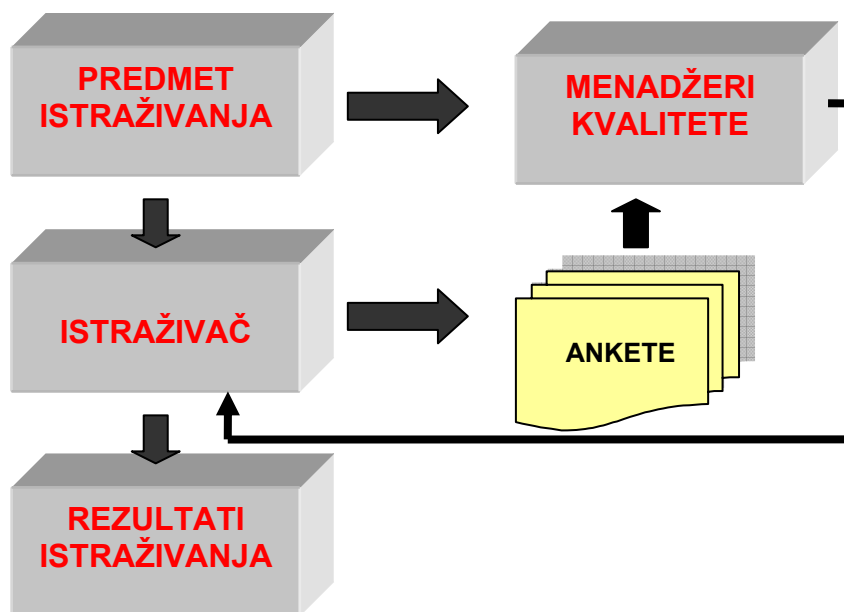 PREDMET
ISTRAŽIVANJA
MENADŽERI
KVALITETE
ISTRAŽIVAČ
ANKETE
REZULTATI
ISTRAŽIVANJA